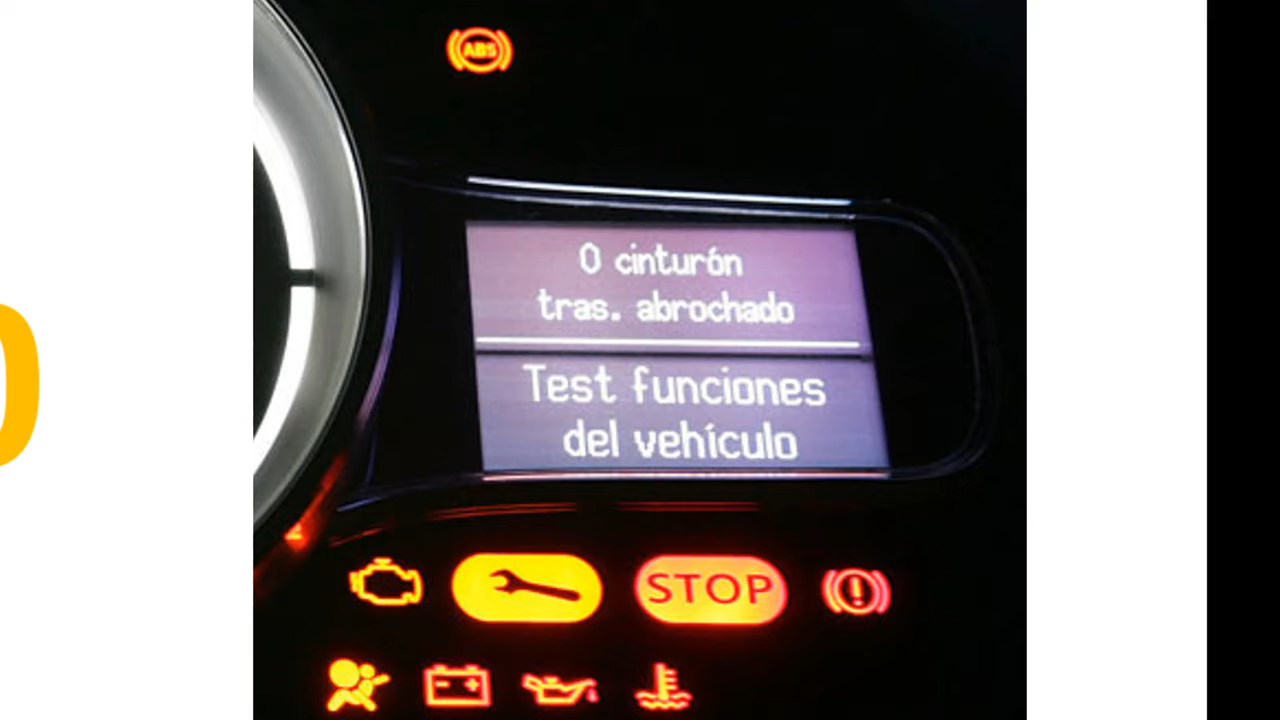 ABS
0 cinturón
tras. abrochado
Test funciones
del vehículo
STOP